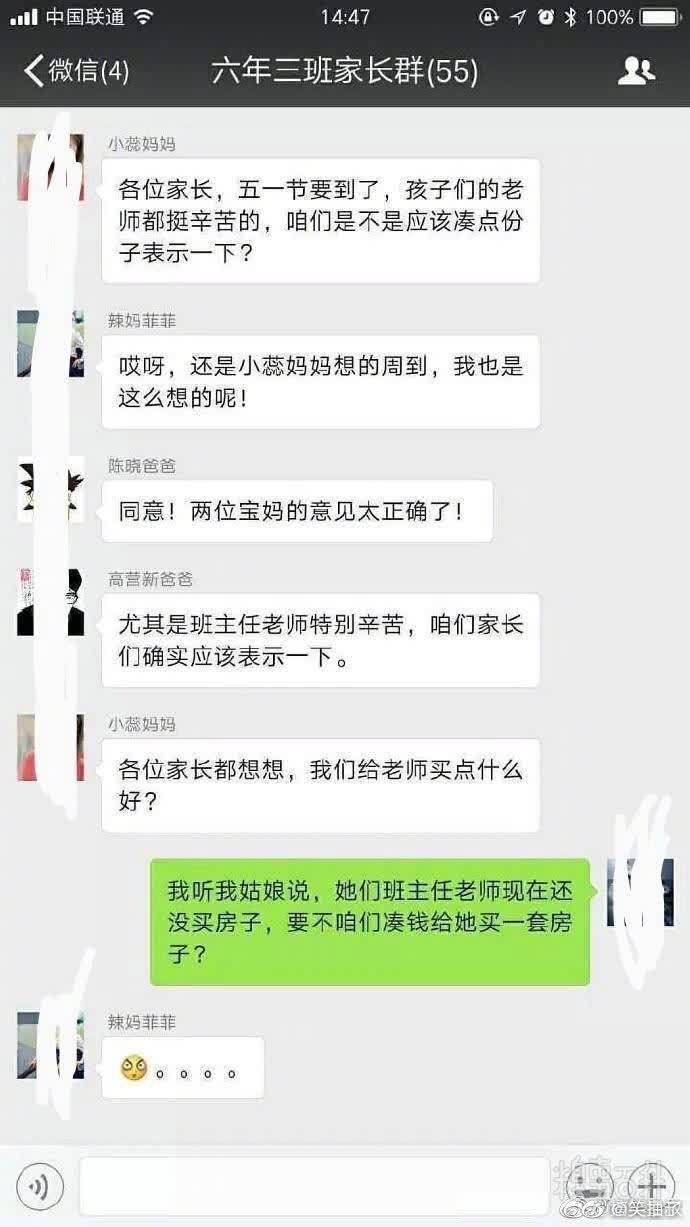 中国联通 14:47 100%
微信(4) 六年三班家长群(55)
小蕊妈妈
各位家长，五一节要到了，孩子们的老
师都挺辛苦的，咱们是不是应该凑点份
子表示一下？
辣妈菲菲
哎呀，还是小蕊妈妈想的周到，我也是
这么想的呢！
陈晓爸爸
同意！两位宝妈的意见太正确了！
高营新爸爸
尤其是班主任老师特别辛苦，咱们家长
们确实应该表示一下。
小蕊妈妈
各位家长都想想，我们给老师买点什么
好？
我听我姑娘说，她们班主任老师现在还
没买房子，要不咱们凑钱给她买一套房
子？
辣妈菲菲
。。。。